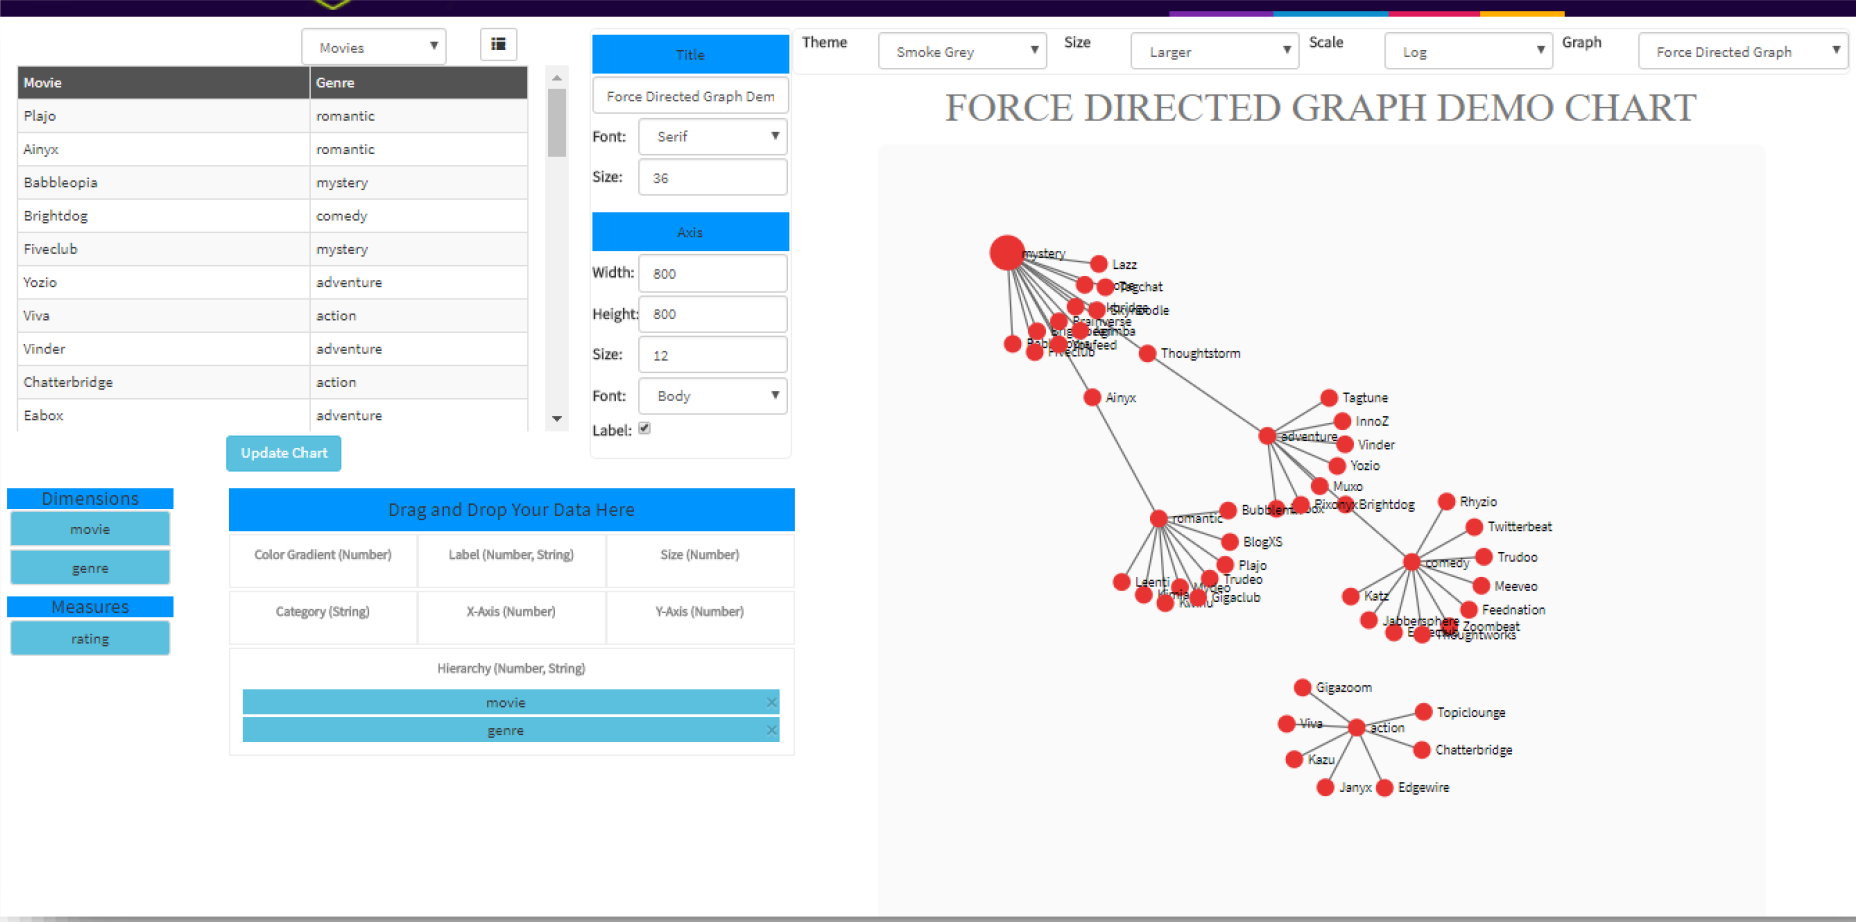 Movies
Movie Genre
Plajo romantic
Ainyx romantic
Babbleopia mystery
Brightdog comedy
Fiveclub mystery
Yozio adventure
Viva action
Vinder adventure
Chatterbridge action
Eabox adventure
Update Chart
Dimensions
movie
genre
Measures
rating
Title
Force Directed Graph Dem
Font: Serif
Size: 36
Axis
Width: 800
Height: 800
Size: 12
Font: Body
Label:
Drag and Drop Your Data Here
Color Gradient (Number) Label (Number, String) Size (Number)
Category (String) X-Axis (Number) Y-Axis (Number)
Hierarchy (Number, String)
movie ×
genre ×
Theme Smoke Grey Size Larger Scale Log Graph Force Directed Graph
FORCE DIRECTED GRAPH DEMO CHART
mystery
Lazz
Tagchat
Brainverse
Fiveclub
Thoughtstorm
Ainyx
Tagtune
InnoZ
adventure
Vinder
Yozio
Muxo
Pixonyx
Brightdog
romantic
BlogXS
Plajo
Trudeo
Leenti
Gigaclub
Rhyzio
Twitterbeat
Trudoo
comedy
Meeveo
Katz
Feednation
Jabbersphere
Zoombeat
Thoughtworks
Gigazoom
Topiclounge
Viva
action
Chatterbridge
Kazu
Janyx
Edgewire